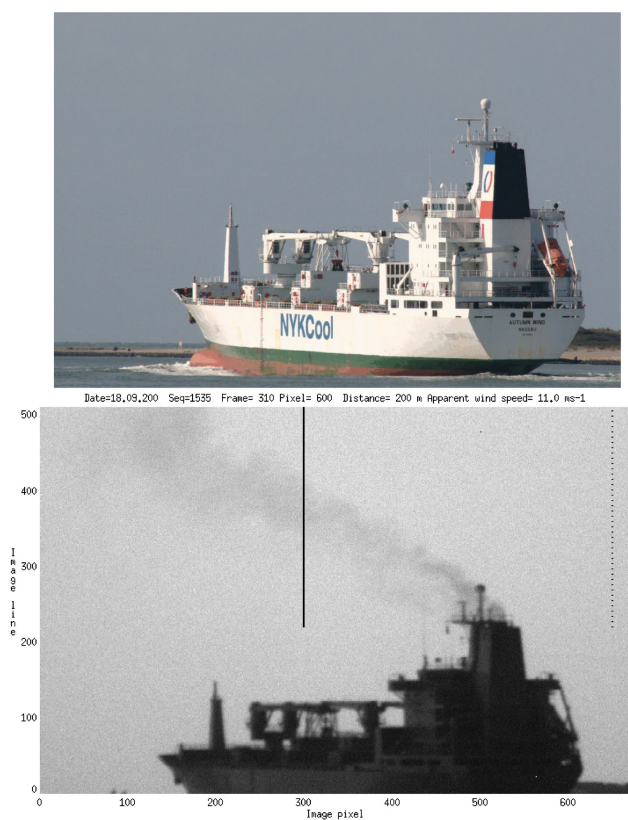 NYKCool
AUTUMN WIND
NASSAU
Date=18.09.200 Seq=1535 Frame= 310 Pixel= 600 Distance= 200 m Apparent wind speed= 11.0 ms-1
500
400
300
200
100
0
Image line
0 100 200 300 400 500 600
Image pixel